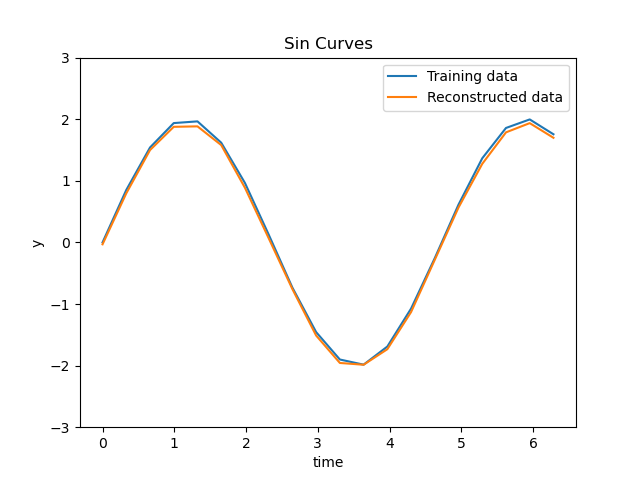 Sin Curves
Training data
Reconstructed data
3
2
1
0
−1
−2
−3
y
0 1 2 3 4 5 6
time